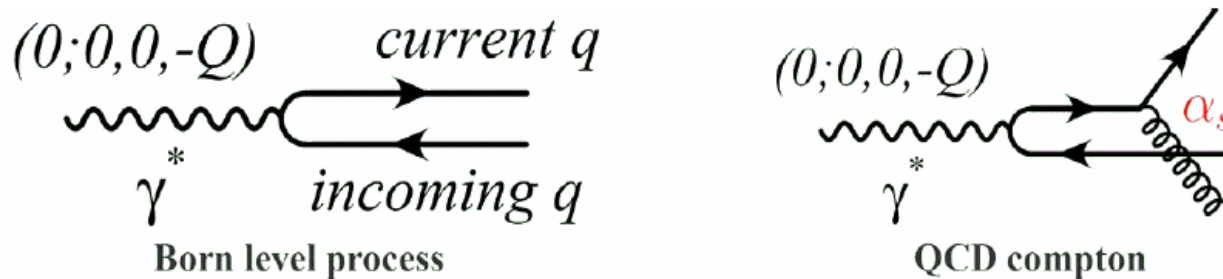 (0;0,0,-Q)
current q
γ*
incoming q
Born level process
(0;0,0,-Q)
α
γ*
QCD compton